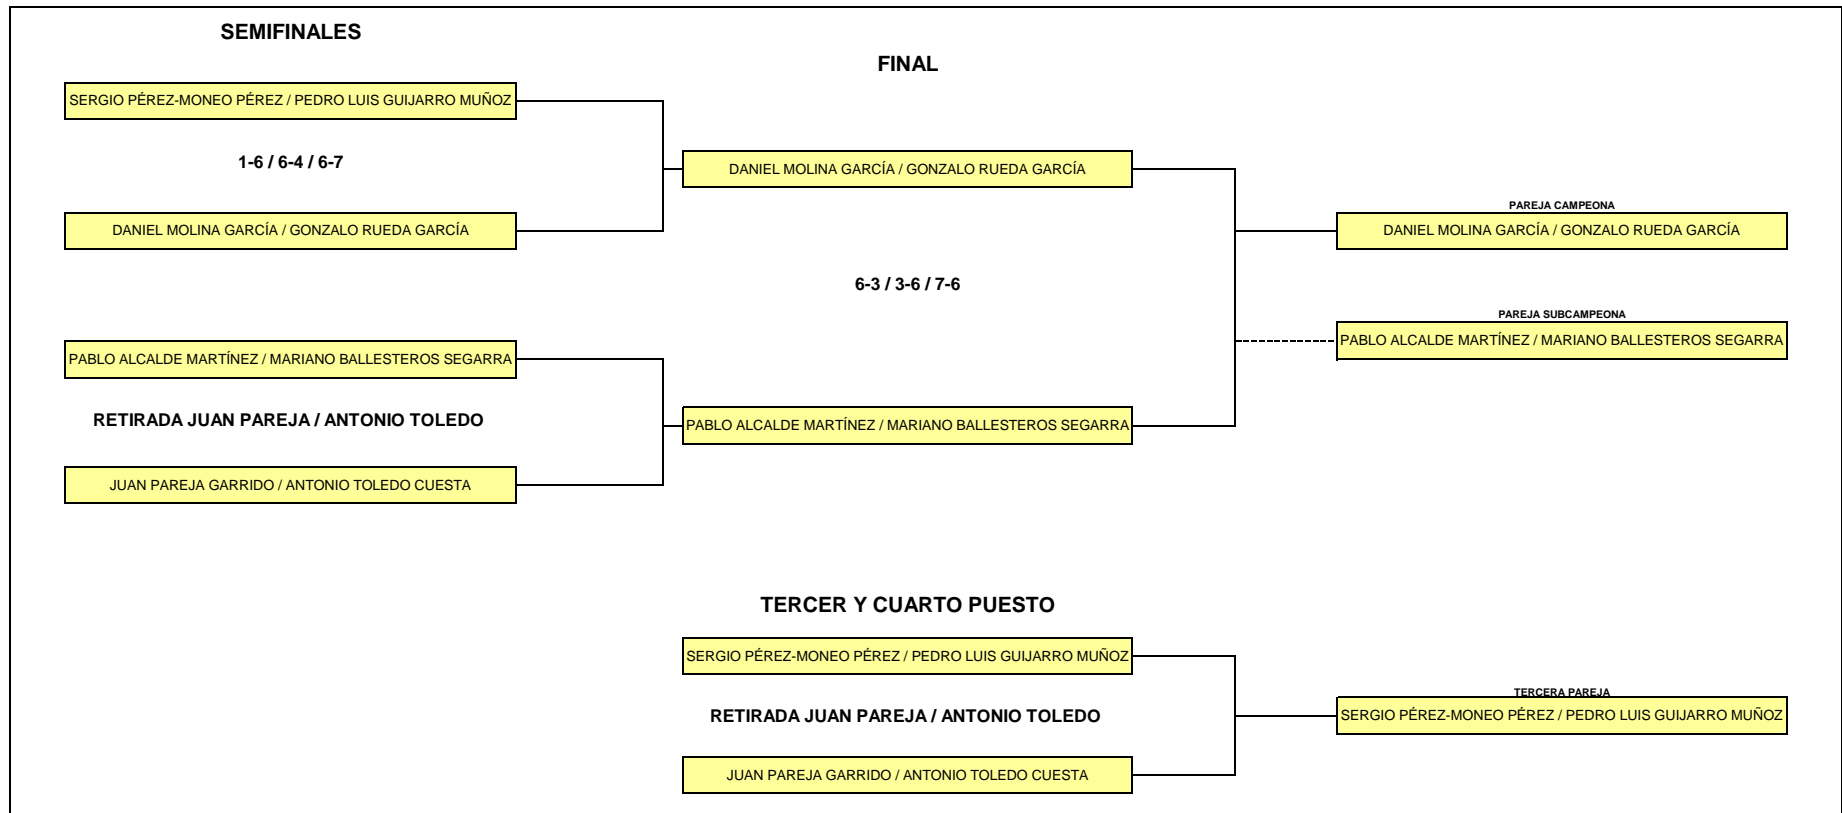 SEMIFINALES
FINAL
SERGIO PÉREZ-MONEO PÉREZ / PEDRO LUIS GUIJARRO MUÑOZ
1-6 / 6-4 / 6-7
DANIEL MOLINA GARCÍA / GONZALO RUEDA GARCÍA
DANIEL MOLINA GARCÍA / GONZALO RUEDA GARCÍA
PAREJA CAMPEONA
DANIEL MOLINA GARCÍA / GONZALO RUEDA GARCÍA
6-3 / 3-6 / 7-6
PAREJA SUBCAMPEONA
PABLO ALCALDE MARTÍNEZ / MARIANO BALLESTEROS SEGARRA
PABLO ALCALDE MARTÍNEZ / MARIANO BALLESTEROS SEGARRA
RETIRADA JUAN PAREJA / ANTONIO TOLEDO
PABLO ALCALDE MARTÍNEZ / MARIANO BALLESTEROS SEGARRA
JUAN PAREJA GARRIDO / ANTONIO TOLEDO CUESTA
TERCER Y CUARTO PUESTO
SERGIO PÉREZ-MONEO PÉREZ / PEDRO LUIS GUIJARRO MUÑOZ
RETIRADA JUAN PAREJA / ANTONIO TOLEDO
TERCERA PAREJA
SERGIO PÉREZ-MONEO PÉREZ / PEDRO LUIS GUIJARRO MUÑOZ
JUAN PAREJA GARRIDO / ANTONIO TOLEDO CUESTA